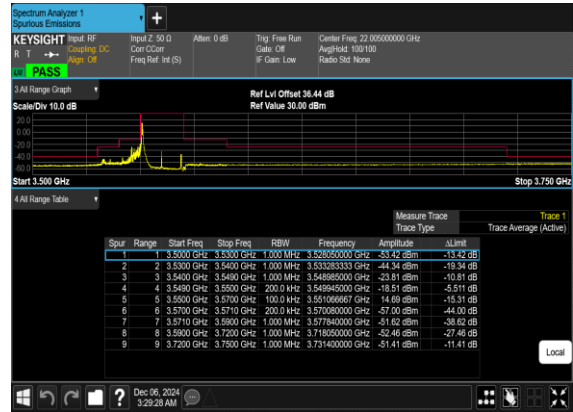 Spectrum Analyzer 1
Spurious Emissions
+
KEYSIGHT Input: RF Input Z: 50 Ω Atten: 0 dB Trig: Free Run Center Freq: 22.005000000 GHz
R T Coupling: DC Corr CCorr Gate: Off Avg|Hold: 100/100
Align: Off Freq Ref: Int (S) IF Gain: Low Radio Std: None
PASS
3 All Range Graph
Ref Lvl Offset 36.44 dB
Scale/Div 10.0 dB Ref Value 30.00 dBm
20.0
0.00
-20.0
-40.0
-60.0
Start 3.500 GHz Stop 3.750 GHz
4 All Range Table
Measure Trace Trace 1
Trace Type Trace Average (Active)
Spur Range Start Freq Stop Freq RBW Frequency Amplitude ΔLimit
1 1 3.5000 GHz 3.5300 GHz 1.000 MHz 3.528050000 GHz -53.42 dBm -13.42 dB
2 2 3.5300 GHz 3.5400 GHz 1.000 MHz 3.533283333 GHz -44.34 dBm -19.34 dB
3 3 3.5400 GHz 3.5490 GHz 1.000 MHz 3.548985000 GHz -23.81 dBm -10.81 dB
4 4 3.5490 GHz 3.5500 GHz 200.0 kHz 3.549945000 GHz -18.51 dBm -5.511 dB
5 5 3.5500 GHz 3.5700 GHz 100.0 kHz 3.551066667 GHz 14.69 dBm -15.31 dB
6 6 3.5700 GHz 3.5710 GHz 200.0 kHz 3.570080000 GHz -57.00 dBm -44.00 dB
7 7 3.5710 GHz 3.5900 GHz 1.000 MHz 3.577840000 GHz -51.62 dBm -38.62 dB
8 8 3.5900 GHz 3.7200 GHz 1.000 MHz 3.718050000 GHz -52.46 dBm -27.46 dB
9 9 3.7200 GHz 3.7500 GHz 1.000 MHz 3.731400000 GHz -51.41 dBm -11.41 dB
Local
?
Dec 06, 2024
3:29:28 AM